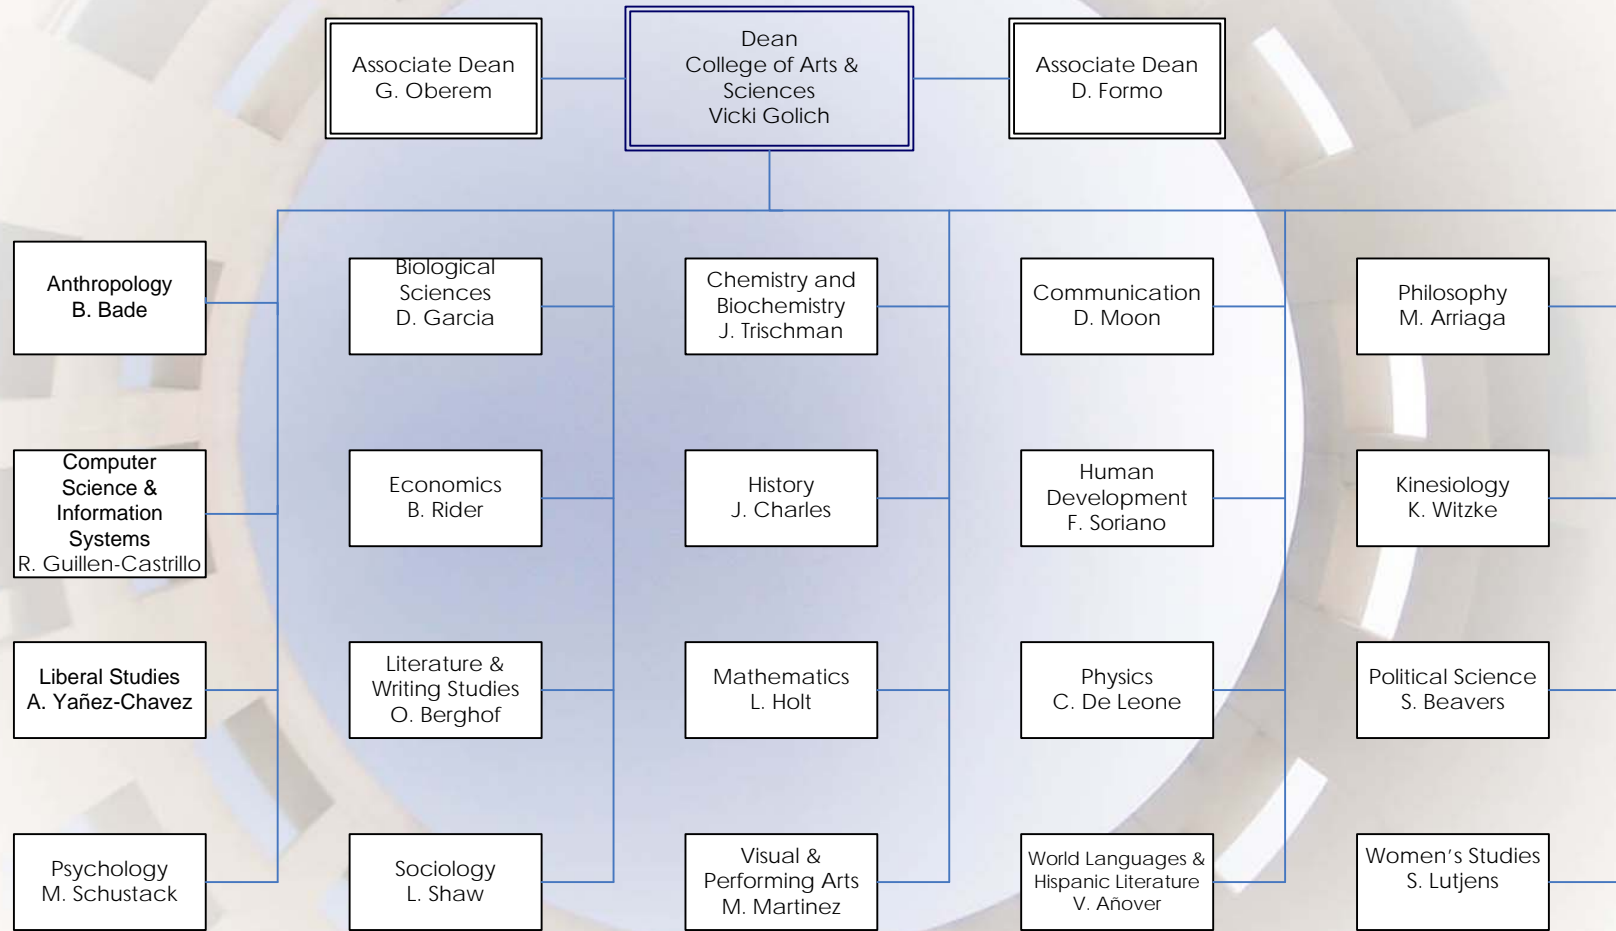 Associate Dean
G. Oberem
Dean
College of Arts &
Sciences
Vicki Golich
Associate Dean
D. Formo
Anthropology
B. Bade
Biological
Sciences
D. Garcia
Chemistry and
Biochemistry
J. Trischman
Communication
D. Moon
Philosophy
M. Arriaga
Computer
Science &
Information
Systems
R. Guillen-Castrillo
Economics
B. Rider
History
J. Charles
Human
Development
F. Soriano
Kinesiology
K. Witzke
Liberal Studies
A. Yañez-Chavez
Literature &
Writing Studies
O. Berghof
Mathematics
L. Holt
Physics
C. De Leone
Political Science
S. Beavers
Psychology
M. Schustack
Sociology
L. Shaw
Visual &
Performing Arts
M. Martinez
World Languages &
Hispanic Literature
V. Añover
Women's Studies
S. Lutjens